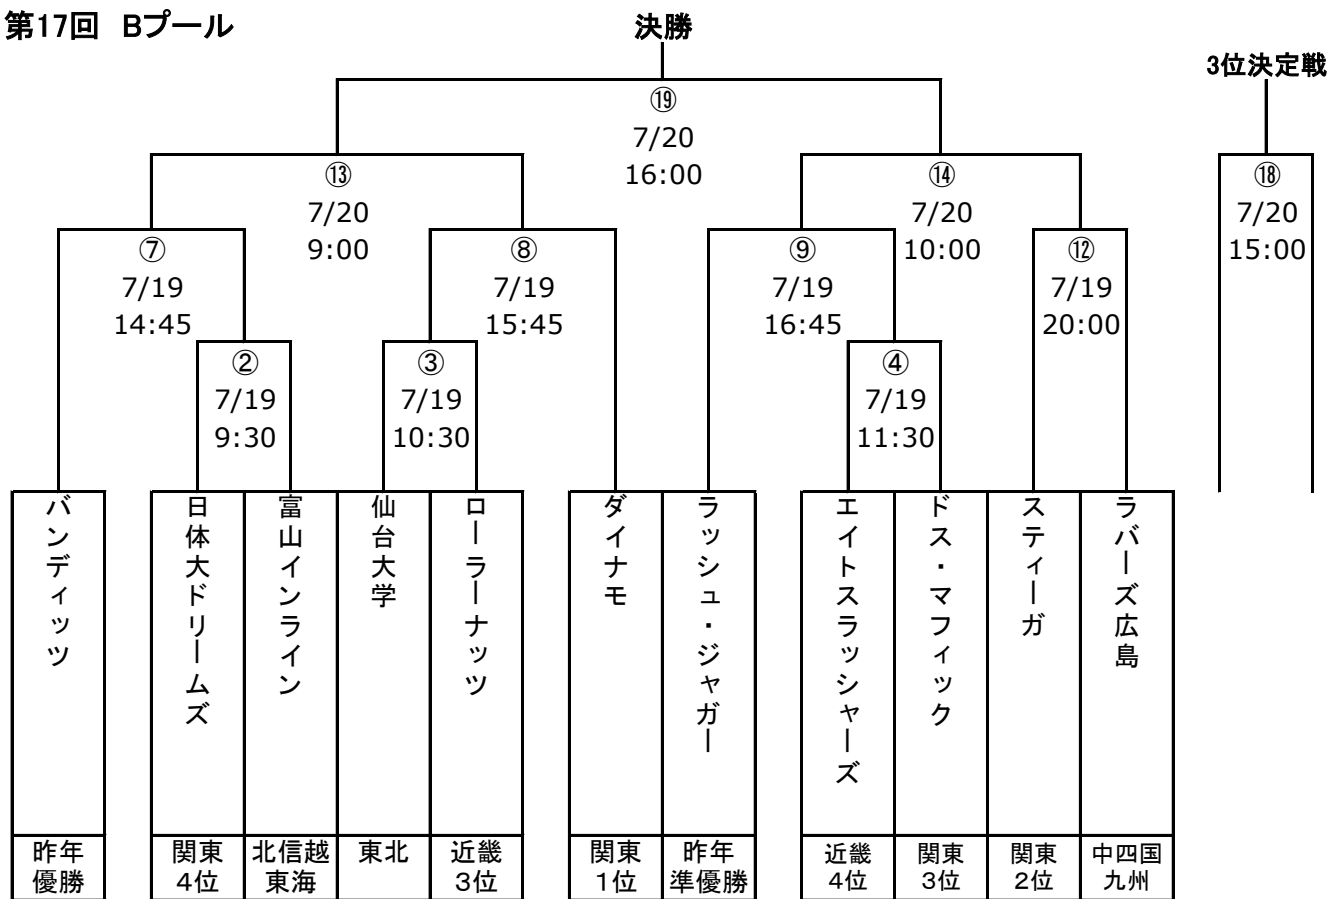 第17回 Bプール
決勝
3位決定戦
⑲
7/20
16:00
⑬
7/20
9:00
⑭
7/20
10:00
⑱
7/20
15:00
⑦
7/19
14:45
⑧
7/19
15:45
⑨
7/19
16:45
⑫
7/19
20:00
②
7/19
9:30
③
7/19
10:30
④
7/19
11:30
バンディッツ
日体大ドリームズ
富山インライン
仙台大学
ローラーナッツ
ダイナモ
ラッシュ・ジャガー
エイトスラッシャーズ
ドス・マフィック
スティーガ
ラバーズ広島
昨年
優勝
関東
4位
北信越
東海
東北
近畿
3位
関東
1位
昨年
準優勝
近畿
4位
関東
3位
関東
2位
中四国
九州